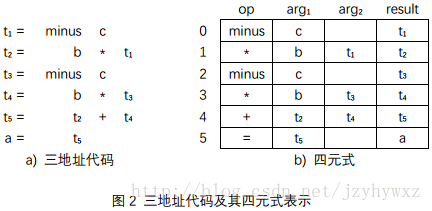 op arg₁ arg₂ result
t₁ = minus c 0 minus c t₁
t₂ = b * t₁ 1 * b t₁ t₂
t₃ = minus c 2 minus c t₃
t₄ = b * t₃ 3 * b t₃ t₄
t₅ = t₂ + t₄ 4 + t₂ t₄ t₅
a = t₅ 5 = t₅ a
a) 三地址代码 b) 四元式
http://blog.csdn.net/jzyhywxz
图 2 三地址代码及其四元式表示